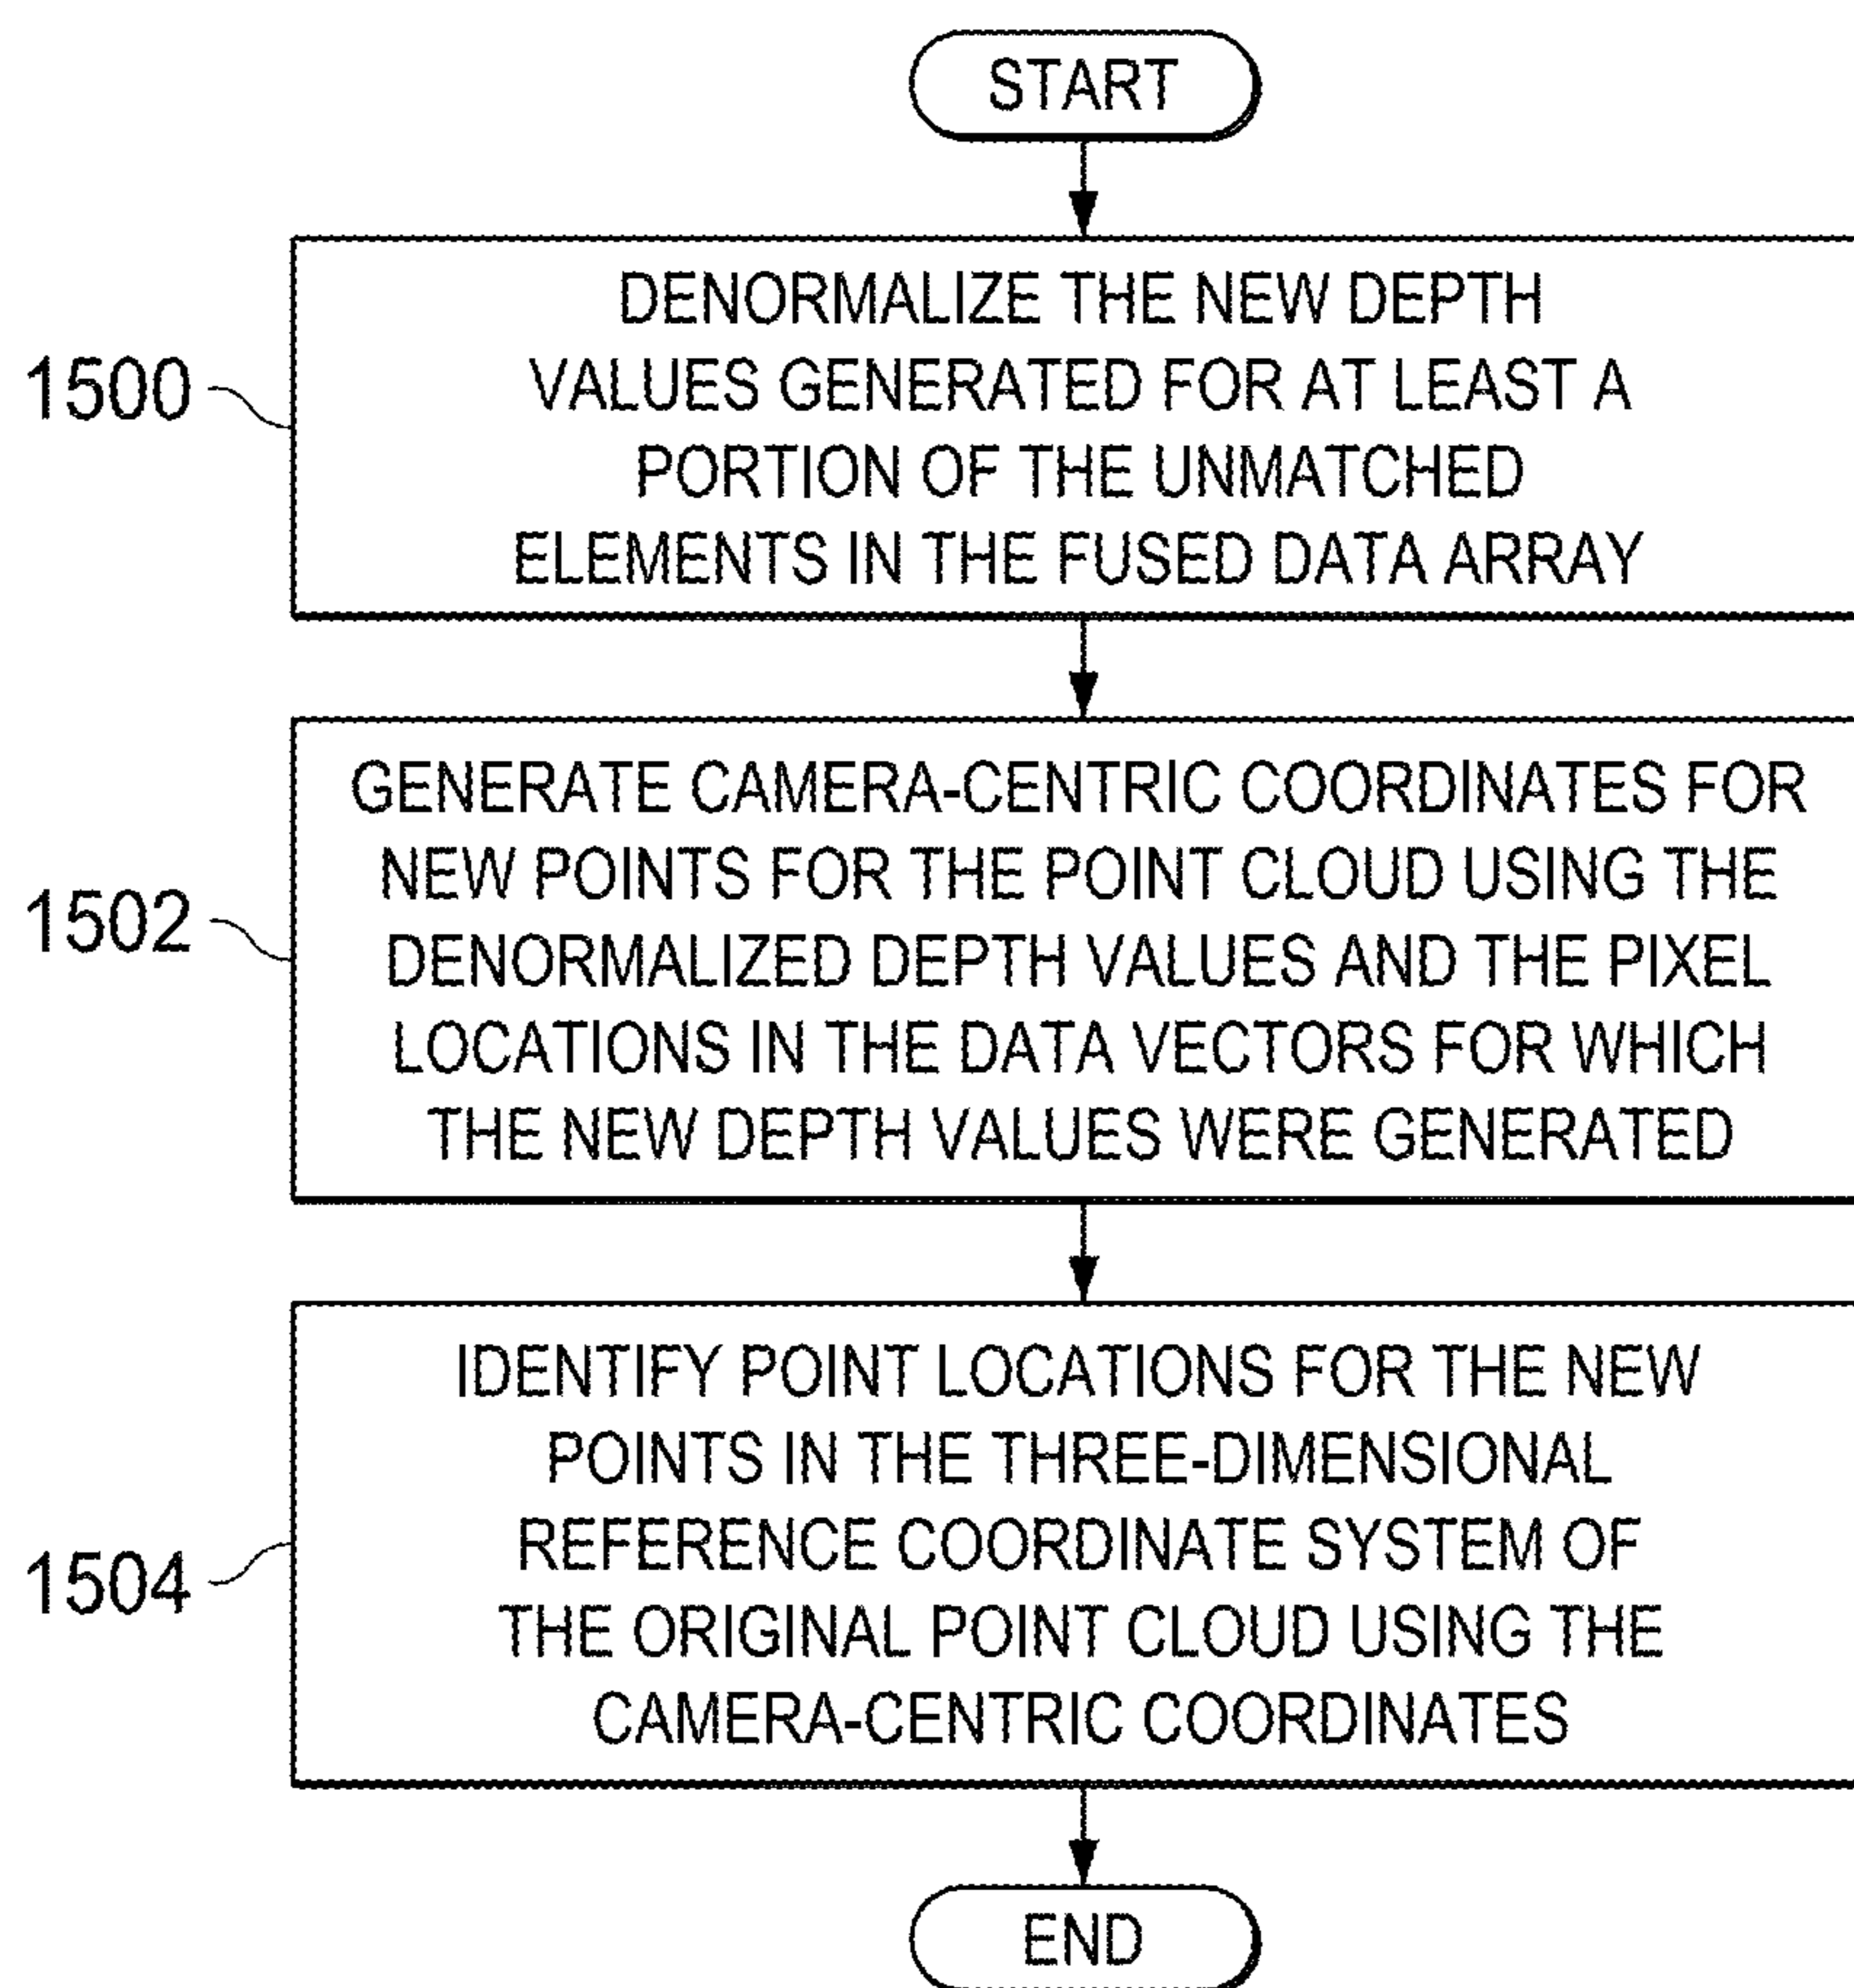 START
1500
DENORMALIZE THE NEW DEPTH
VALUES GENERATED FOR AT LEAST A
PORTION OF THE UNMATCHED
ELEMENTS IN THE FUSED DATA ARRAY
1502
GENERATE CAMERA-CENTRIC COORDINATES FOR
NEW POINTS FOR THE POINT CLOUD USING THE
DENORMALIZED DEPTH VALUES AND THE PIXEL
LOCATIONS IN THE DATA VECTORS FOR WHICH
THE NEW DEPTH VALUES WERE GENERATED
1504
IDENTIFY POINT LOCATIONS FOR THE NEW
POINTS IN THE THREE-DIMENSIONAL
REFERENCE COORDINATE SYSTEM OF
THE ORIGINAL POINT CLOUD USING THE
CAMERA-CENTRIC COORDINATES
END